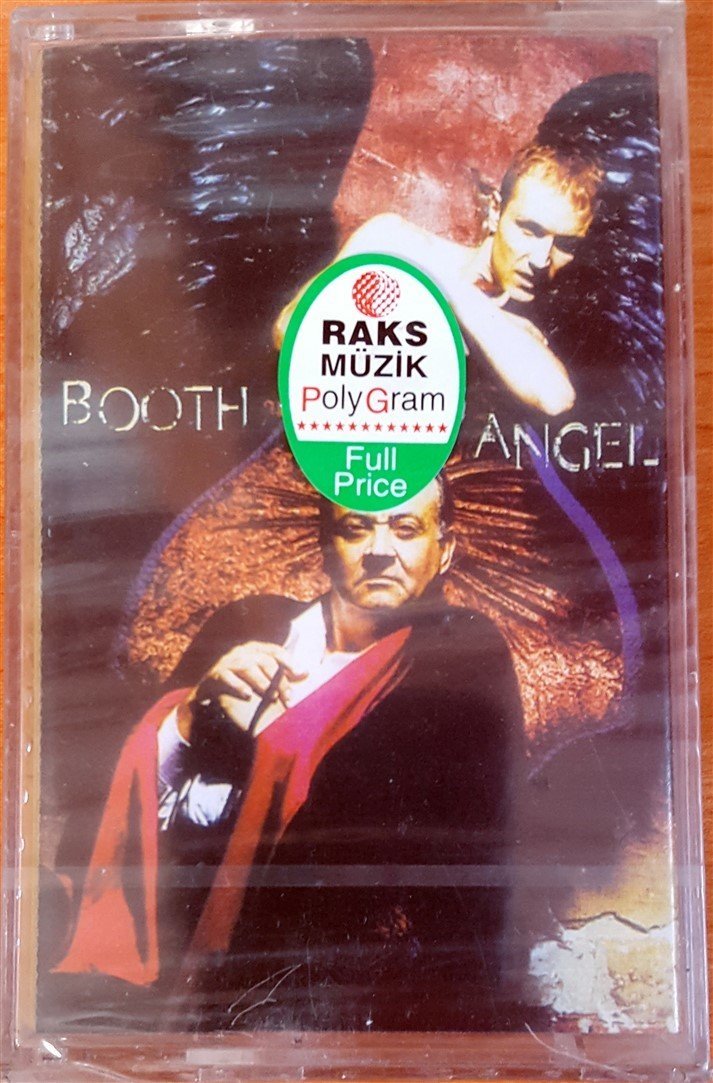 BOOTH
ANGEL
RAKS
MÜZİK
PolyGram
Full
Price